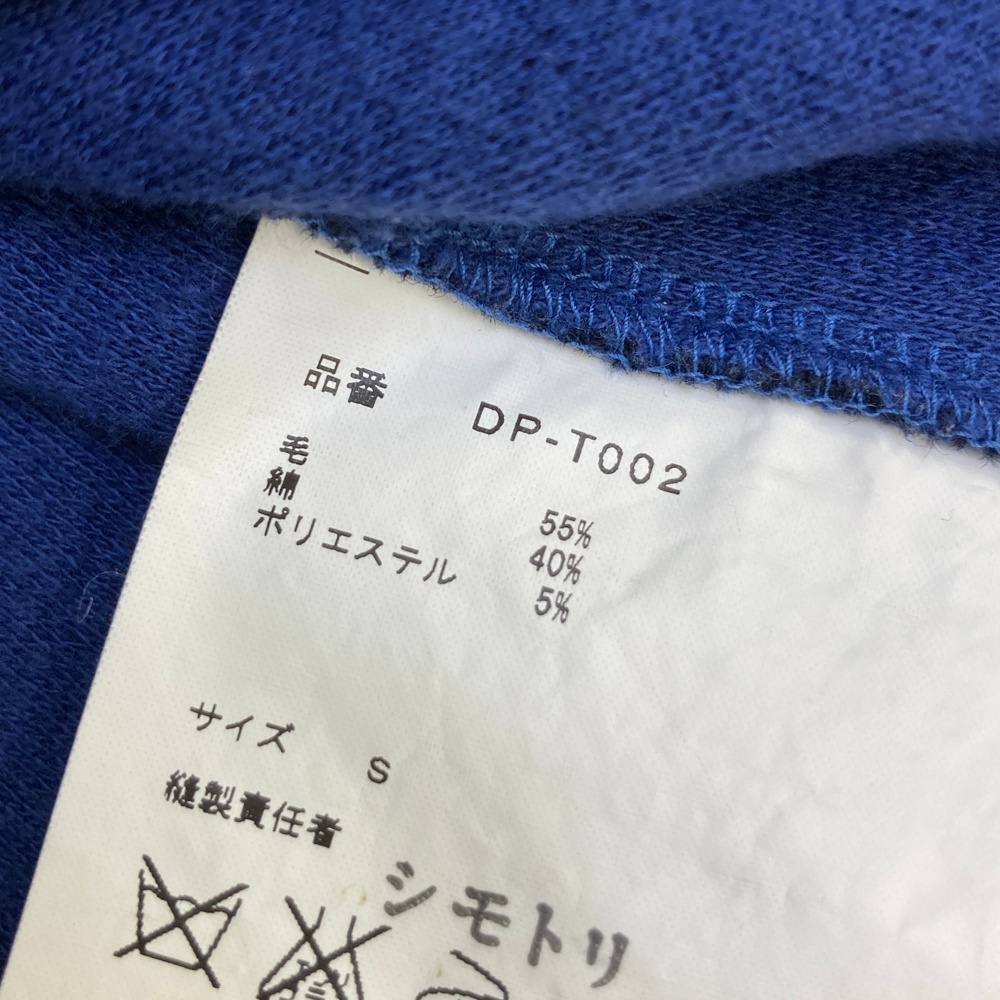 品番 DP-T002
毛 55%
綿 40%
ポリエステル 5%
サイズ S
縫製責任者
シモトリ